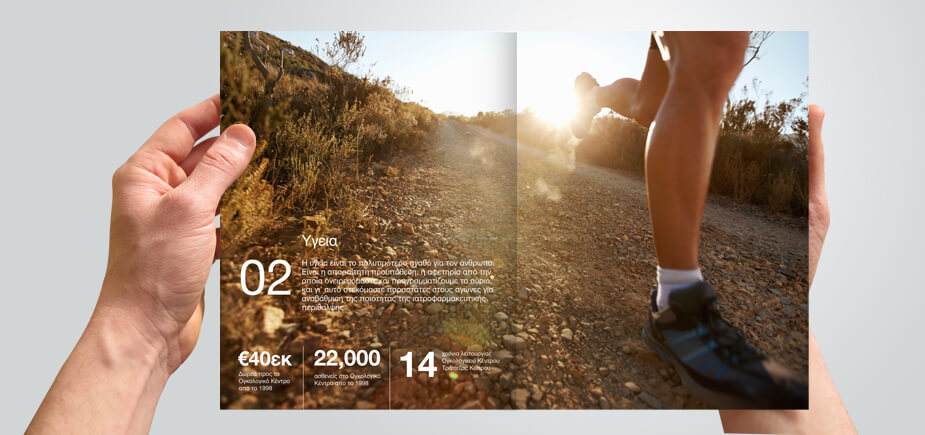 Υγεια
02
Η υγεία είναι το πολυτιμότερο αγαθό για τον άνθρωπο.
Είναι η απαραίτητη προϋπόθεση, η αφετηρία από την
οποία ονειρευόμαστε και προγραμματίζουμε το αύριο,
και γι' αυτό στεκόμαστε παραστάτες στους αγώνες για
αναβάθμιση της ποιότητας της ιατροφαρμακευτικής
περίθαλψης.
€40εκ
Δωρεά προς το
Ογκολογικό Κέντρο
από το 1998
22,000
ασθενείς στο Ογκολογικό
Κέντρο από το 1998
14
χρόνια λειτουργίας
Ογκολογικού Κέντρου
Τράπεζας Κύπρου